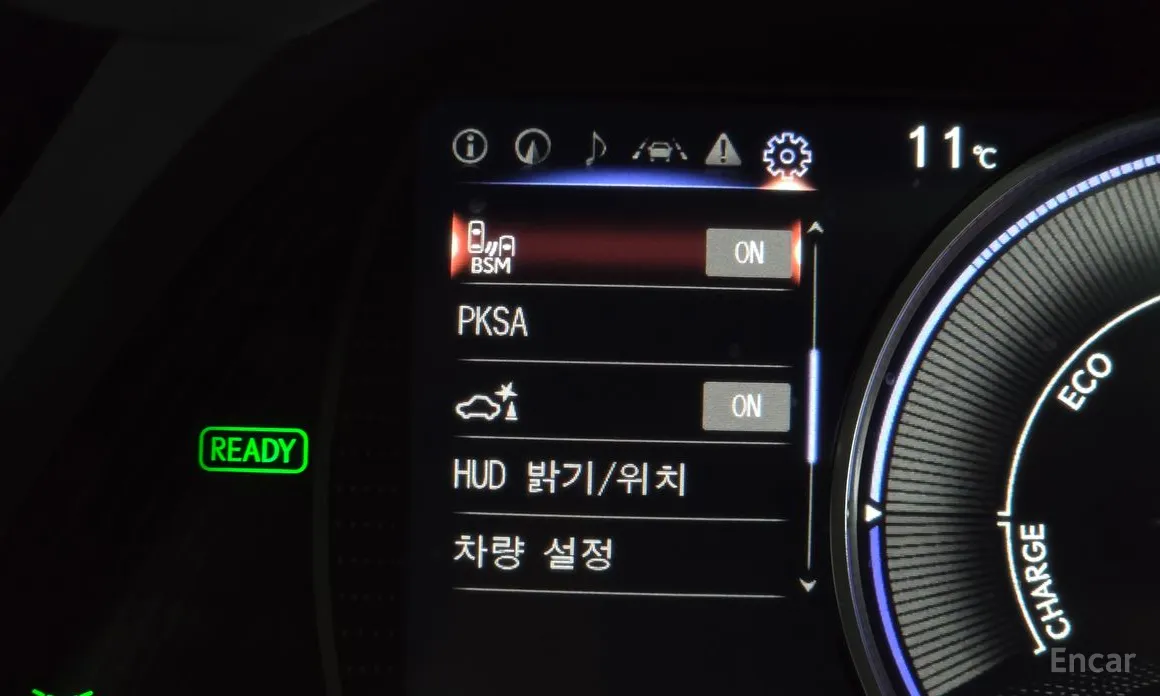 11℃
BSM
ON
PKSA
ON
READY
HUD 밝기/위치
차량 설정
ECO
CHARGE
Encar